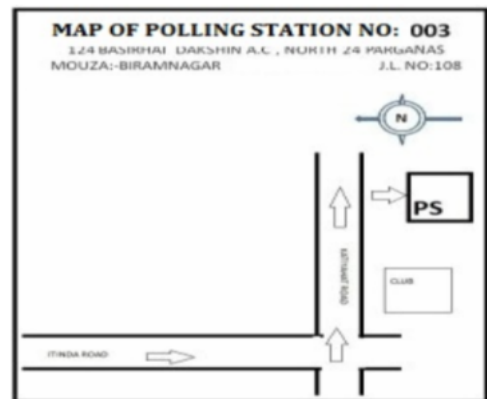 MAP OF POLLING STATION NO: 003
124 BASIRHAT DAKSHIN A.C , NORTH 24 PARGANAS
MOUZA:-BIRAMNAGAR J.L. NO:108
N
PS
CLUB
ITINDA ROAD